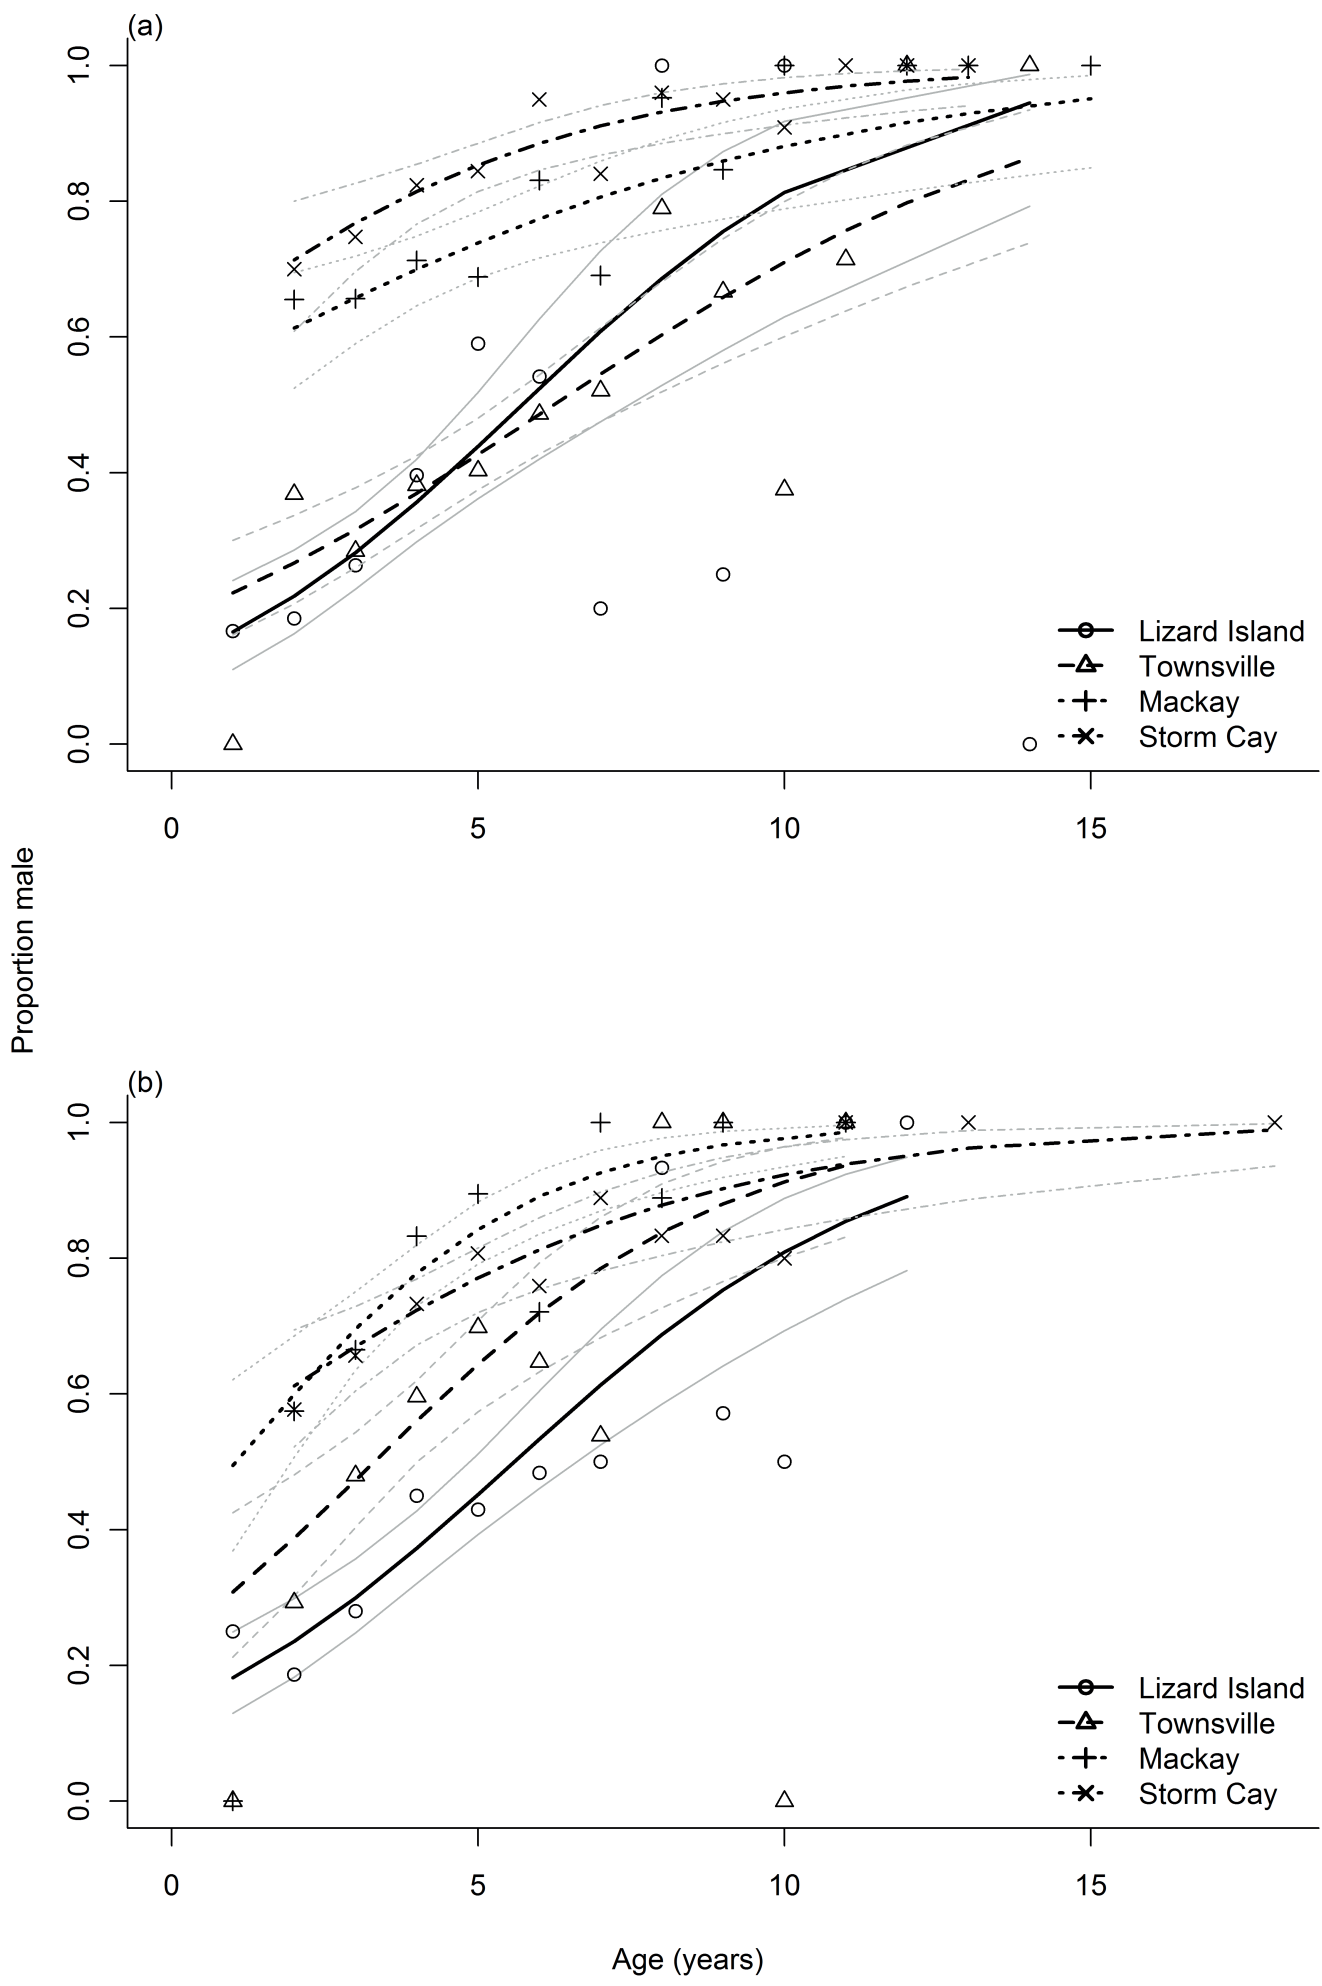 (a)
1.0
0.8
0.6
0.4
0.2
0.0
Lizard Island
Townsville
Mackay
Storm Cay
0 5 10 15
Proportion male
(b)
1.0
0.8
0.6
0.4
0.2
0.0
Lizard Island
Townsville
Mackay
Storm Cay
0 5 10 15
Age (years)